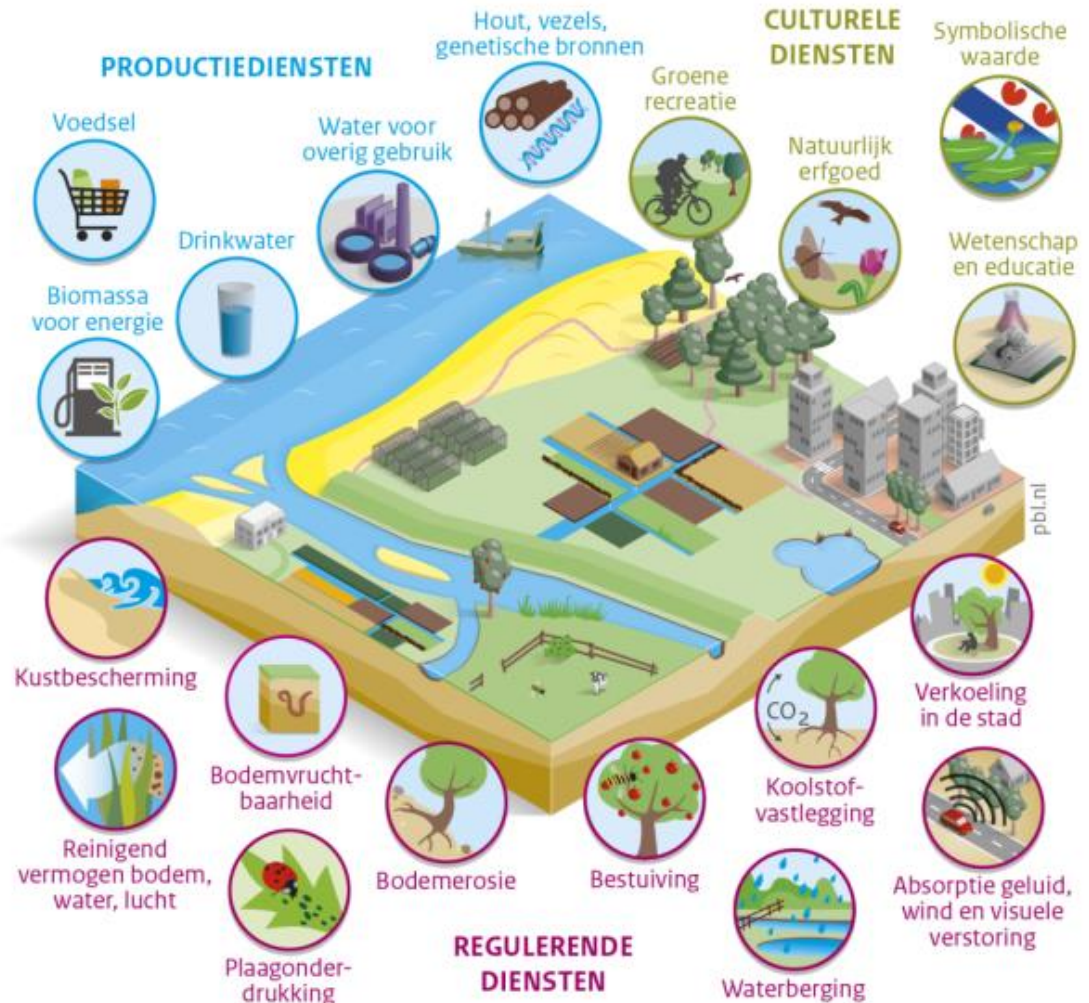 PRODUCTIEDIENSTEN
Voedsel
Biomassa
voor energie
Drinkwater
Water voor
overig gebruik
Hout, vezels,
genetische bronnen
CULTURELE
DIENSTEN
Groene
recreatie
Natuurlijk
erfgoed
Symbolische
waarde
Wetenschap
en educatie
pbl.nl
Kustbescherming
Reinigend
vermogen bodem,
water, lucht
Bodemvrucht-
baarheid
Plaagonder-
drukking
Bodemerosie
Bestuiving
REGULERENDE
DIENSTEN
CO₂
Koolstof-
vastlegging
Waterberging
Verkoeling
in de stad
Absorptie geluid,
wind en visuele
verstoring